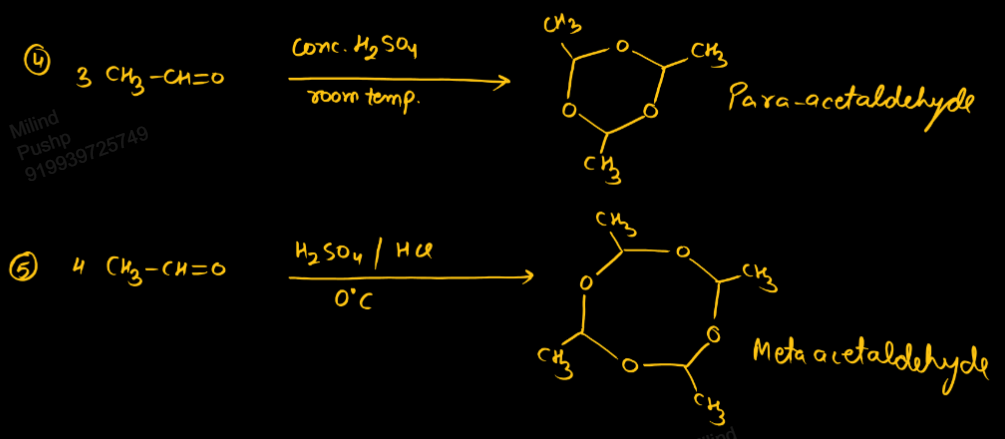 ④ 3 CH₃-CH=O conc. H₂SO₄
room temp.
CH₃
O CH₃
O O
CH₃
Para-acetaldehyde
Milind
Pushp
919939725749
⑤ 4 CH₃-CH=O H₂SO₄ / HCl
0°C
CH₃
O
CH₃
O
O
CH₃
O
CH₃
Meta acetaldehyde